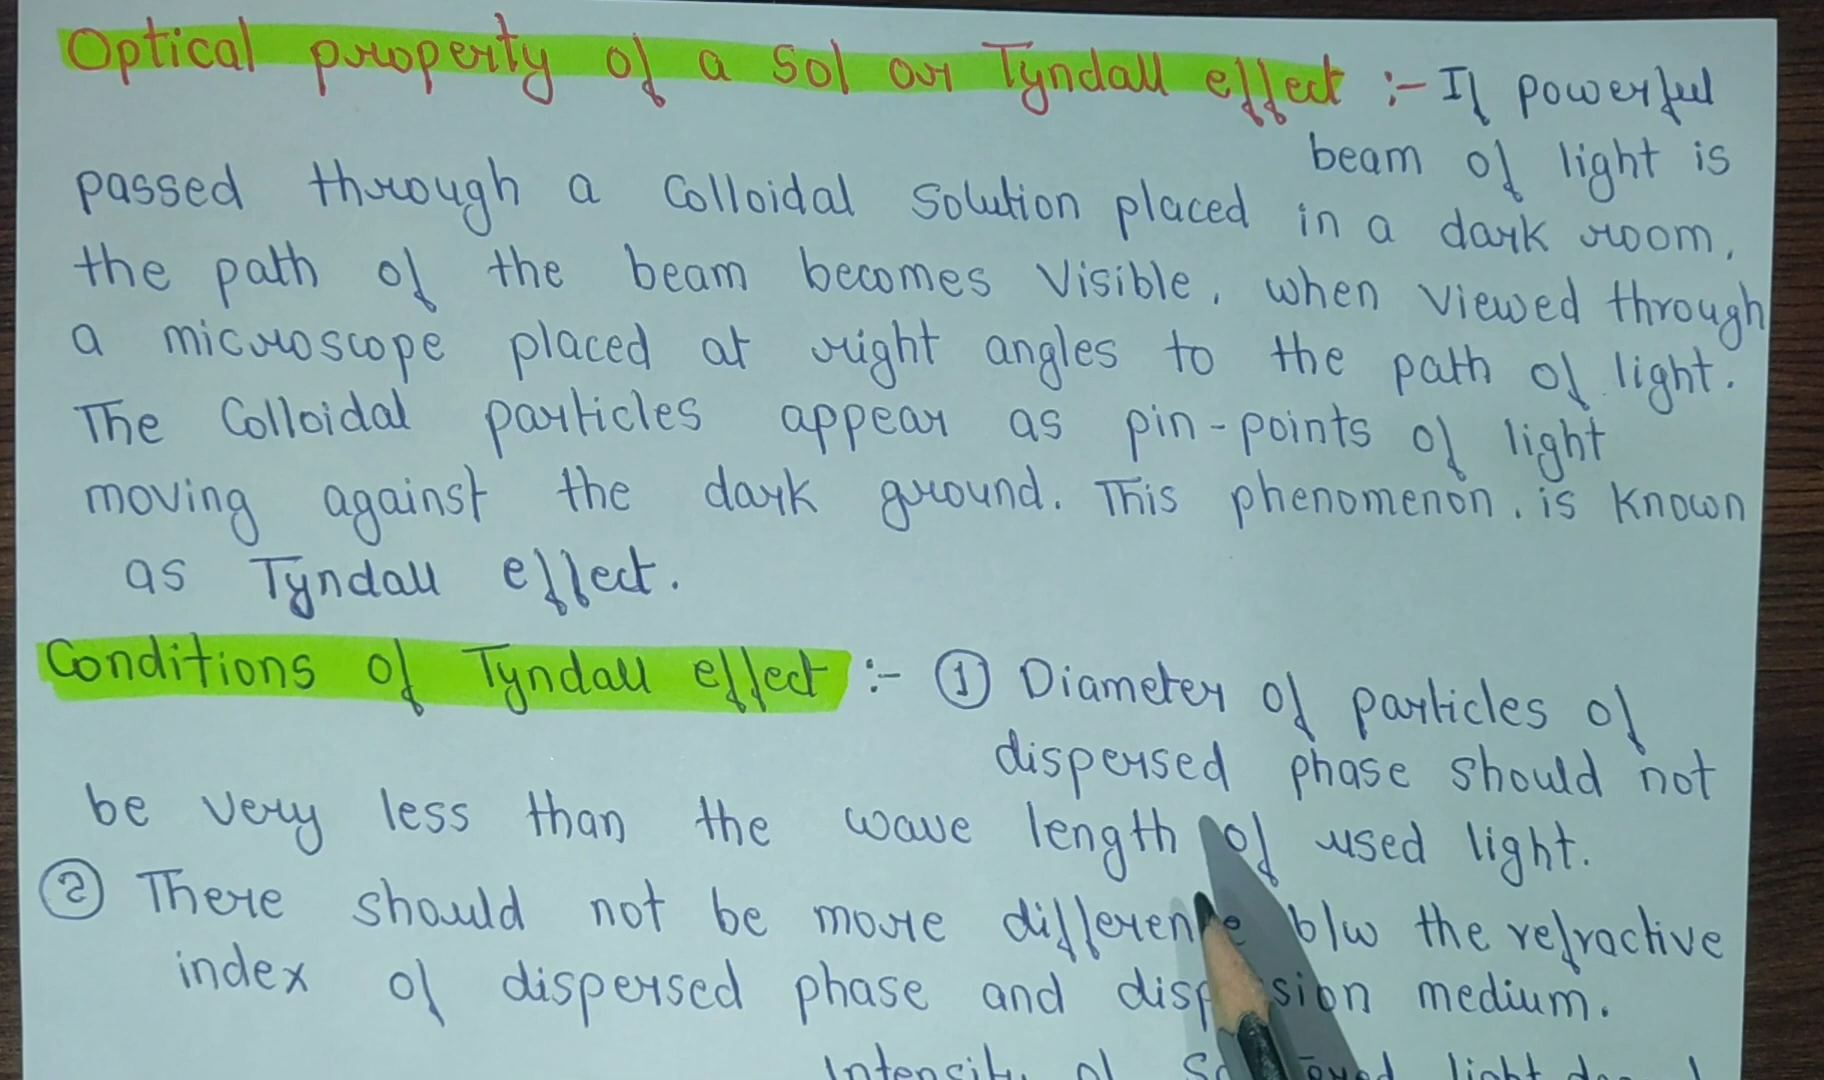 Optical property of a Sol or Tyndall effect :- If powerful
beam of light is
passed through a Colloidal Solution placed in a dark room,
the path of the beam becomes Visible, when viewed through
a microscope placed at right angles to the path of light.
The Colloidal particles appear as pin-points of light
moving against the dark ground. This phenomenon. is Known
as Tyndall effect.
Conditions of Tyndall effect :- ① Diameter of particles of
dispersed phase should not
be very less than the wave length of used light.
② There should not be more difference b/w the refractive
index of dispersed phase and dispersion medium.
Intensity of light